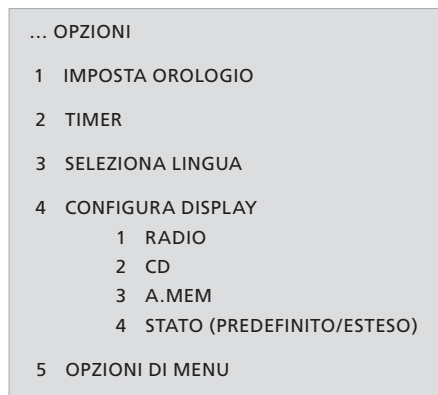 ... OPZIONI
1 IMPOSTA OROLOGIO
2 TIMER
3 SELEZIONA LINGUA
4 CONFIGURA DISPLAY
1 RADIO
2 CD
3 A.MEM
4 STATO (PREDEFINITO/ESTESO)
5 OPZIONI DI MENU